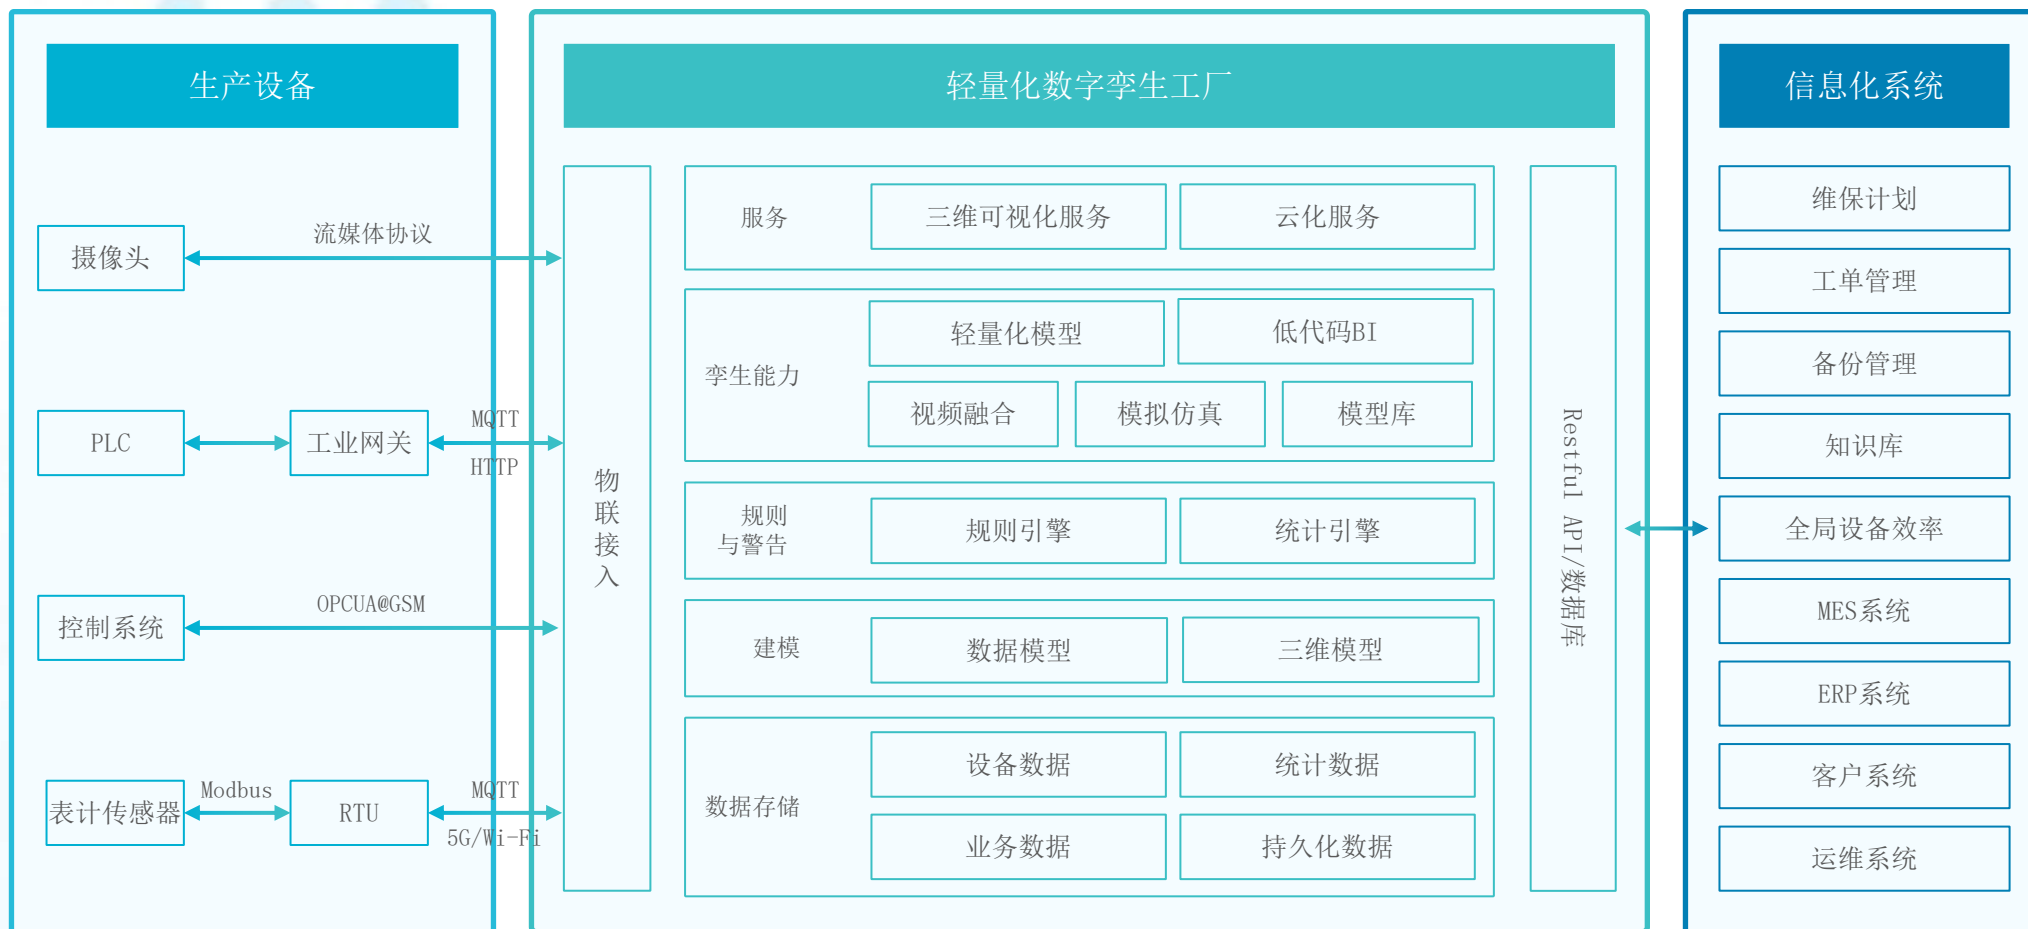 生产设备
摄像头
流媒体协议
PLC
工业网关
MQTT
HTTP
控制系统
OPCUA@GSM
表计传感器
Modbus
RTU
MQTT
5G/Wi-Fi
轻量化数字孪生工厂
物
联
接
入
服务
三维可视化服务
云化服务
孪生能力
轻量化模型
低代码BI
视频融合
模拟仿真
模型库
规则
与警告
规则引擎
统计引擎
建模
数据模型
三维模型
数据存储
设备数据
统计数据
业务数据
持久化数据
Restful API/数据库
信息化系统
维保计划
工单管理
备份管理
知识库
全局设备效率
MES系统
ERP系统
客户系统
运维系统